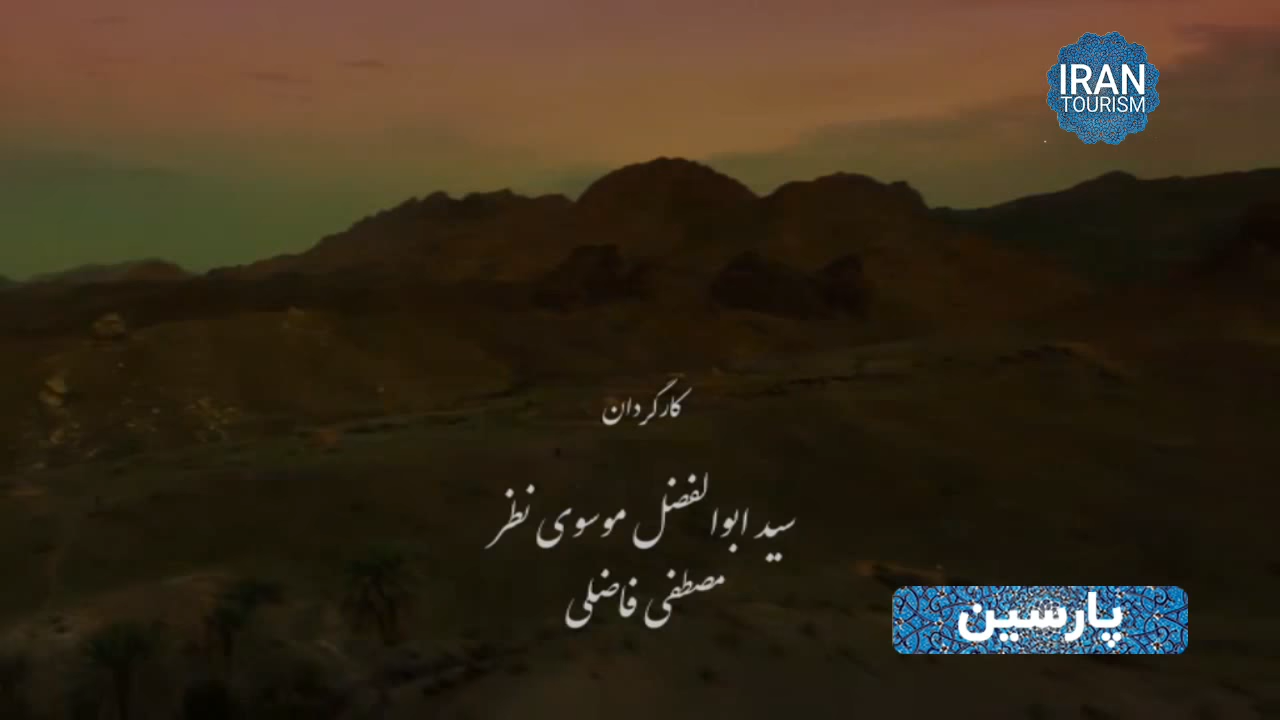 IRAN
TOURISM
کارگردان
سید ابوالفضل موسوی نظر
مصطفی فاضلی
پارسین